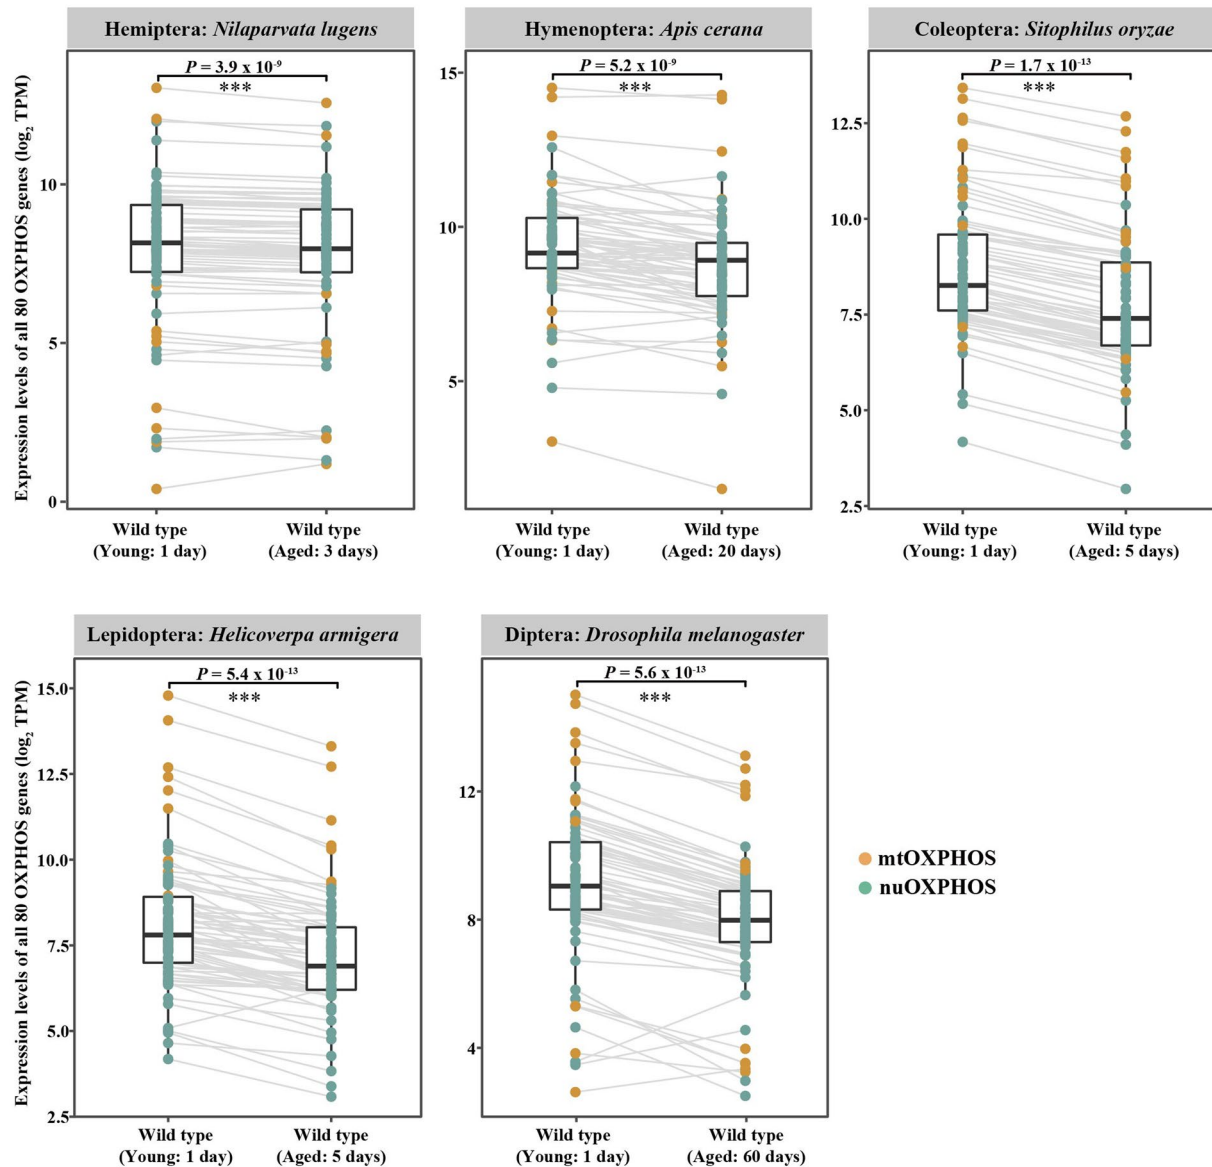 Hemiptera: Nilaparvata lugens
Hymenoptera: Apis cerana
Coleoptera: Sitophilus oryzae
Expression levels of all 80 OXPHOS genes (log₂ TPM)
P = 3.9 x 10⁻⁹
***
10
5
0
Wild type
(Young: 1 day)
Wild type
(Aged: 3 days)
P = 5.2 x 10⁻⁹
***
15
10
5
Wild type
(Young: 1 day)
Wild type
(Aged: 20 days)
P = 1.7 x 10⁻¹³
***
12.5
10.0
7.5
5.0
2.5
Wild type
(Young: 1 day)
Wild type
(Aged: 5 days)
Lepidoptera: Helicoverpa armigera
Diptera: Drosophila melanogaster
Expression levels of all 80 OXPHOS genes (log₂ TPM)
P = 5.4 x 10⁻¹³
***
15.0
12.5
10.0
7.5
5.0
2.5
Wild type
(Young: 1 day)
Wild type
(Aged: 5 days)
P = 5.6 x 10⁻¹³
***
12
8
4
Wild type
(Young: 1 day)
Wild type
(Aged: 60 days)
mtOXPHOS
nuOXPHOS